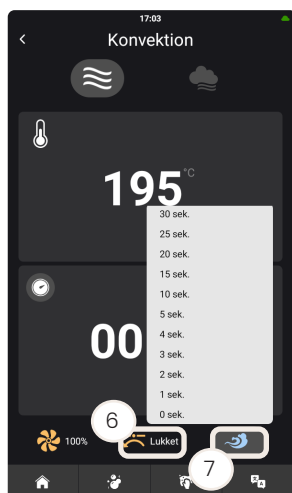 17:03
Konvektion
195 °C
30 sek.
25 sek.
20 sek.
15 sek.
10 sek.
5 sek.
4 sek.
3 sek.
2 sek.
1 sek.
0 sek.
00
6
100% Lukket
7